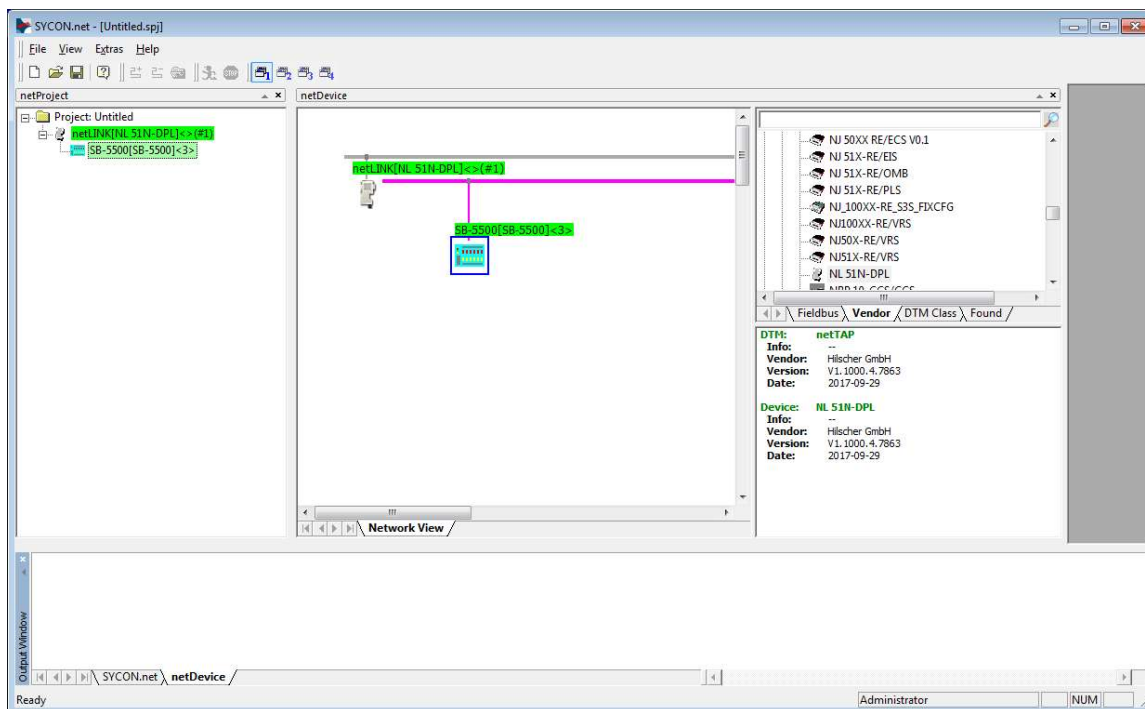 SYCON.net - [Untitled.spj]
File View Extras Help
netProject
netDevice
Project: Untitled
netLINK[NL 51N-DPL]<>(#1)
SB-5500[SB-5500]<3>
netLINK[NL 51N-DPL]<>(#1)
SB-5500[SB-5500]<3>
Network View
NJ 50XX RE/ECS V0.1
NJ 51X-RE/EIS
NJ 51X-RE/OMB
NJ 51X-RE/PLS
NJ_100XX-RE_S3S_FIXCFG
NJ100XX-RE/VRS
NJ50X-RE/VRS
NJ51X-RE/VRS
NL 51N-DPL
Fieldbus Vendor DTM Class Found
DTM: netTAP
Info: --
Vendor: Hilscher GmbH
Version: V1.1000.4.7863
Date: 2017-09-29
Device: NL 51N-DPL
Info: --
Vendor: Hilscher GmbH
Version: V1.1000.4.7863
Date: 2017-09-29
Output Window
SYCON.net netDevice
Ready
Administrator
NUM